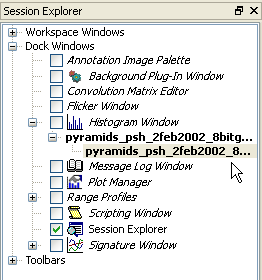 Session Explorer
Workspace Windows
Dock Windows
Annotation Image Palette
Background Plug-In Window
Convolution Matrix Editor
Flicker Window
Histogram Window
pyramids_psh_2feb2002_8bitg...
pyramids_psh_2feb2002_8...
Message Log Window
Plot Manager
Range Profiles
Scripting Window
Session Explorer
Signature Window
Toolbars